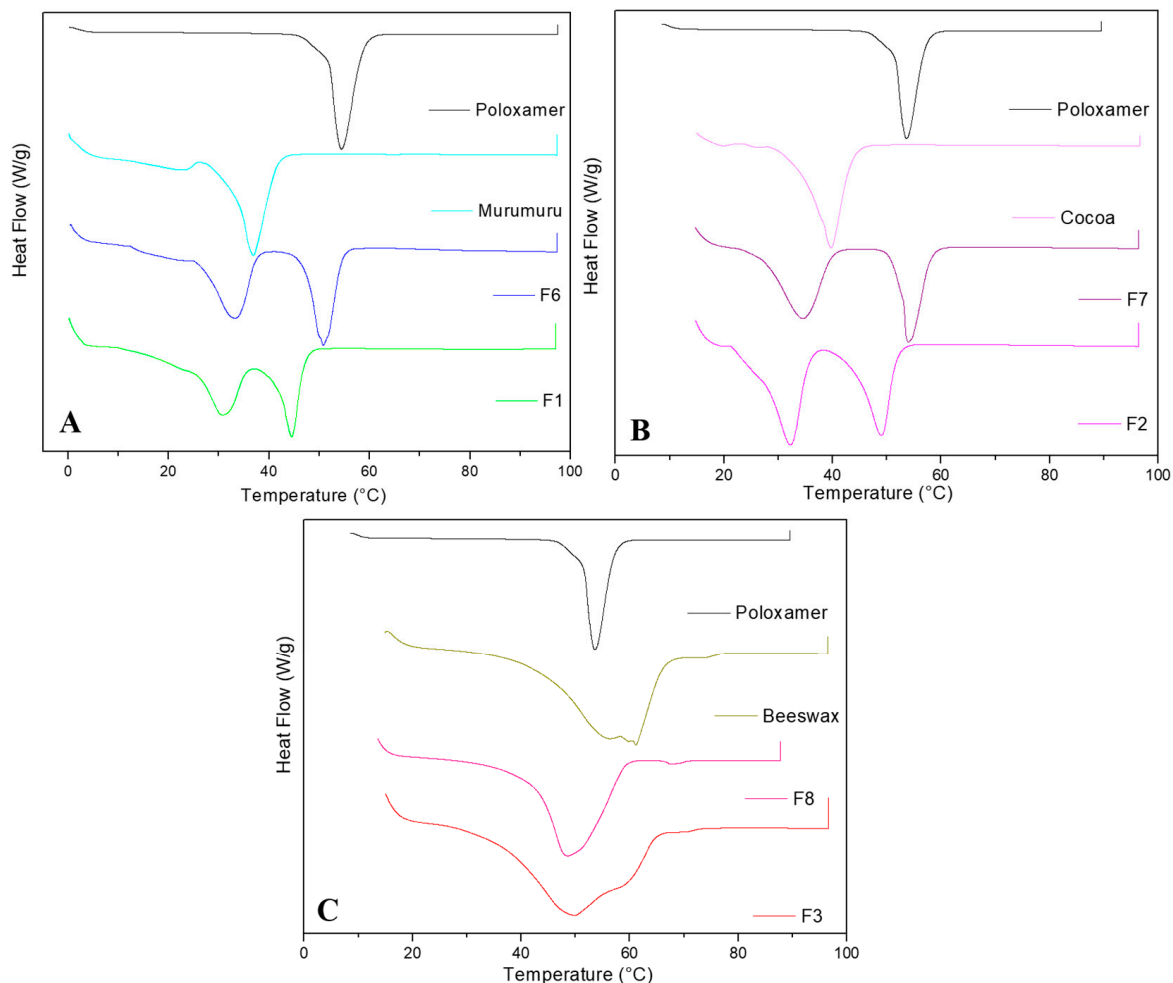 Heat Flow (W/g)
Poloxamer
Murumuru
F6
F1
A
0 20 40 60 80 100
Temperature (°C)
Heat Flow (W/g)
Poloxamer
Cocoa
F7
F2
B
0 20 40 60 80 100
Temperature (°C)
Heat Flow (W/g)
Poloxamer
Beeswax
F8
F3
C
0 20 40 60 80 100
Temperature (°C)